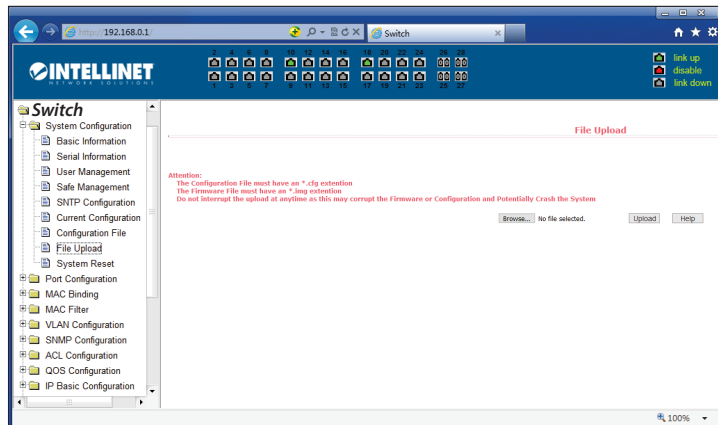 http://192.168.0.1/
Switch
2 4 6 8 10 12 14 16 18 20 22 24 26 28
1 3 5 7 9 11 13 15 17 19 21 23 25 27
INTELLINET
NETWORK SOLUTIONS
link up
disable
link down
Switch
System Configuration
Basic Information
Serial Information
User Management
Safe Management
SNTP Configuration
Current Configuration
Configuration File
File Upload
System Reset
Port Configuration
MAC Binding
MAC Filter
VLAN Configuration
SNMP Configuration
ACL Configuration
QOS Configuration
IP Basic Configuration
File Upload
Attention:
The Configuration File must have an *.cfg extention
The Firmware File must have an *.img extention
Do not interrupt the upload at anytime as this may corrupt the Firmware or Configuration and Potentially Crash the System
Browse... No file selected. Upload Help
100%